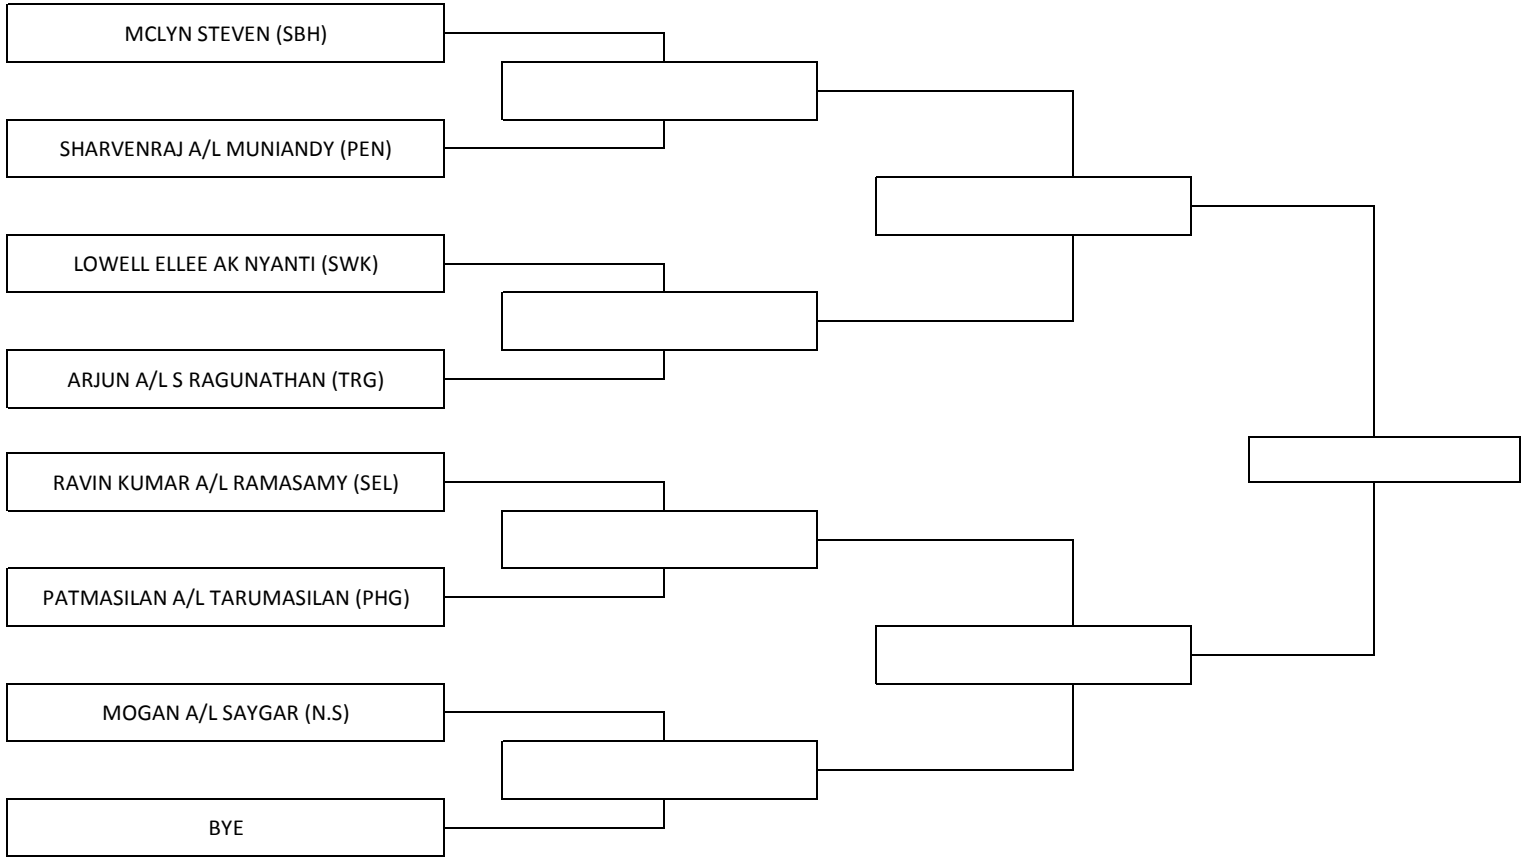 MCLYN STEVEN (SBH)
SHARVENRAJ A/L MUNIANDY (PEN)
LOWELL ELLEE AK NYANTI (SWK)
ARJUN A/L S RAGUNATHAN (TRG)
RAVIN KUMAR A/L RAMASAMY (SEL)
PATMASILAN A/L TARUMASILAN (PHG)
MOGAN A/L SAYGAR (N.S)
BYE